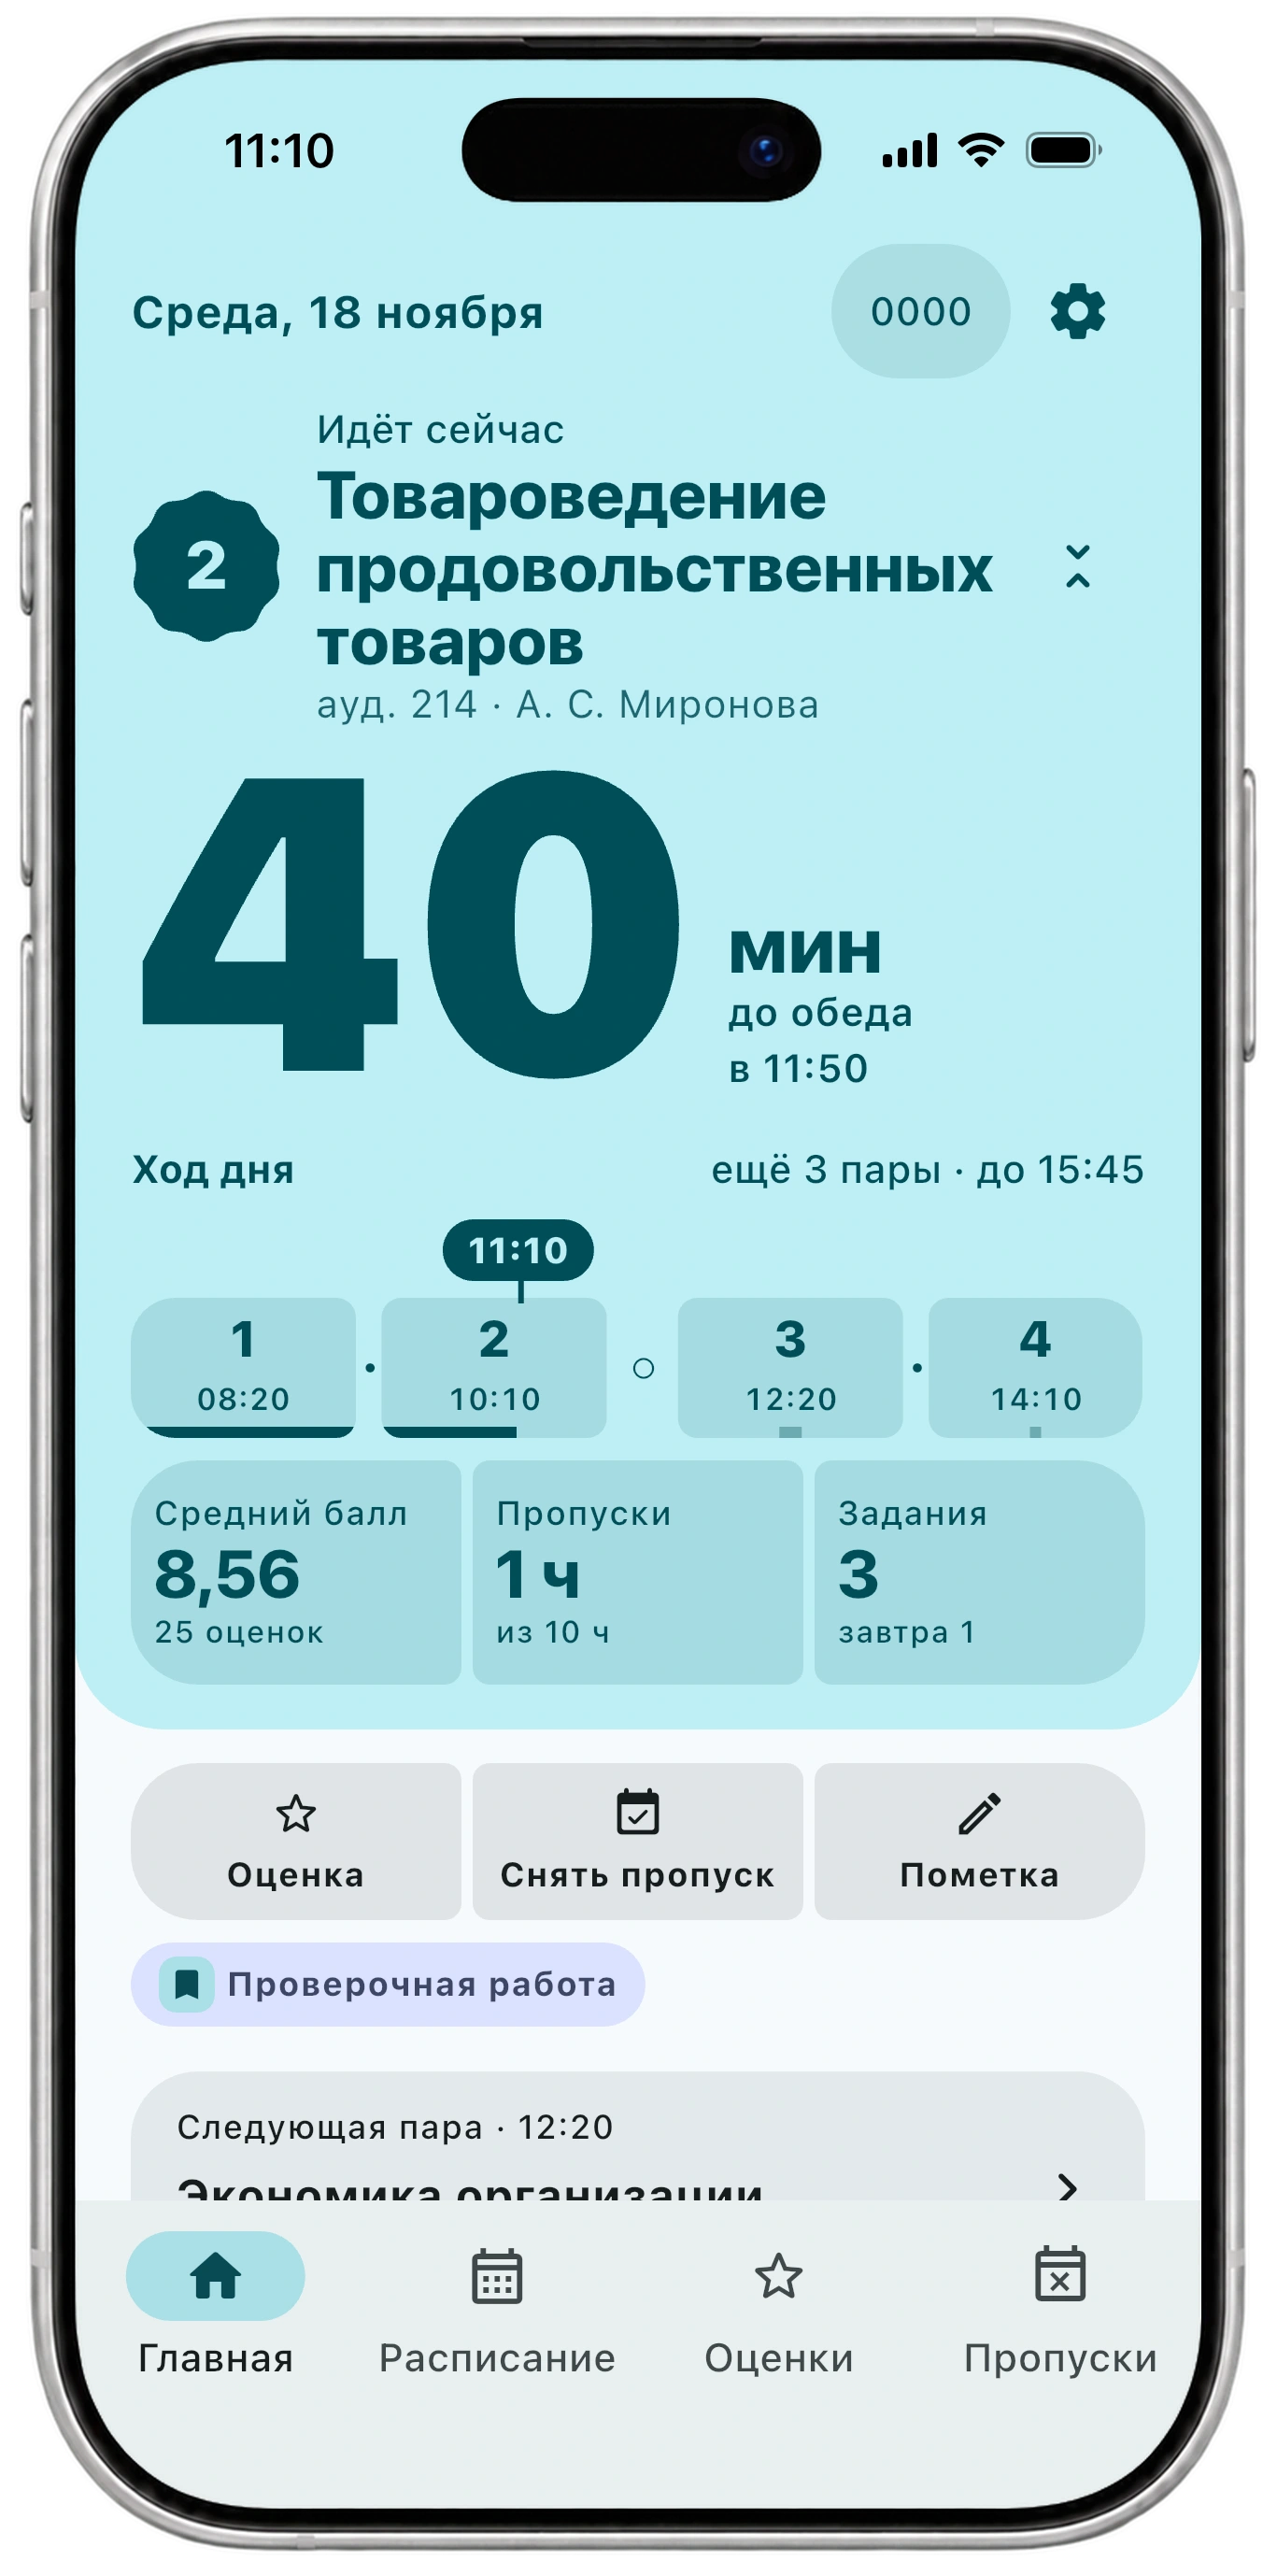 11:10
Среда, 18 ноября
0000
Идёт сейчас
2
Товароведение
продовольственных
товаров
ауд. 214 · А. С. Миронова
40
мин
до обеда
в 11:50
Ход дня
ещё 3 пары · до 15:45
11:10
1
08:20
2
10:10
3
12:20
4
14:10
Средний балл
8,56
25 оценок
Пропуски
1 ч
из 10 ч
Задания
3
завтра 1
Оценка
Снять пропуск
Пометка
Проверочная работа
Следующая пара · 12:20
Экономика организации
Главная
Расписание
Оценки
Пропуски